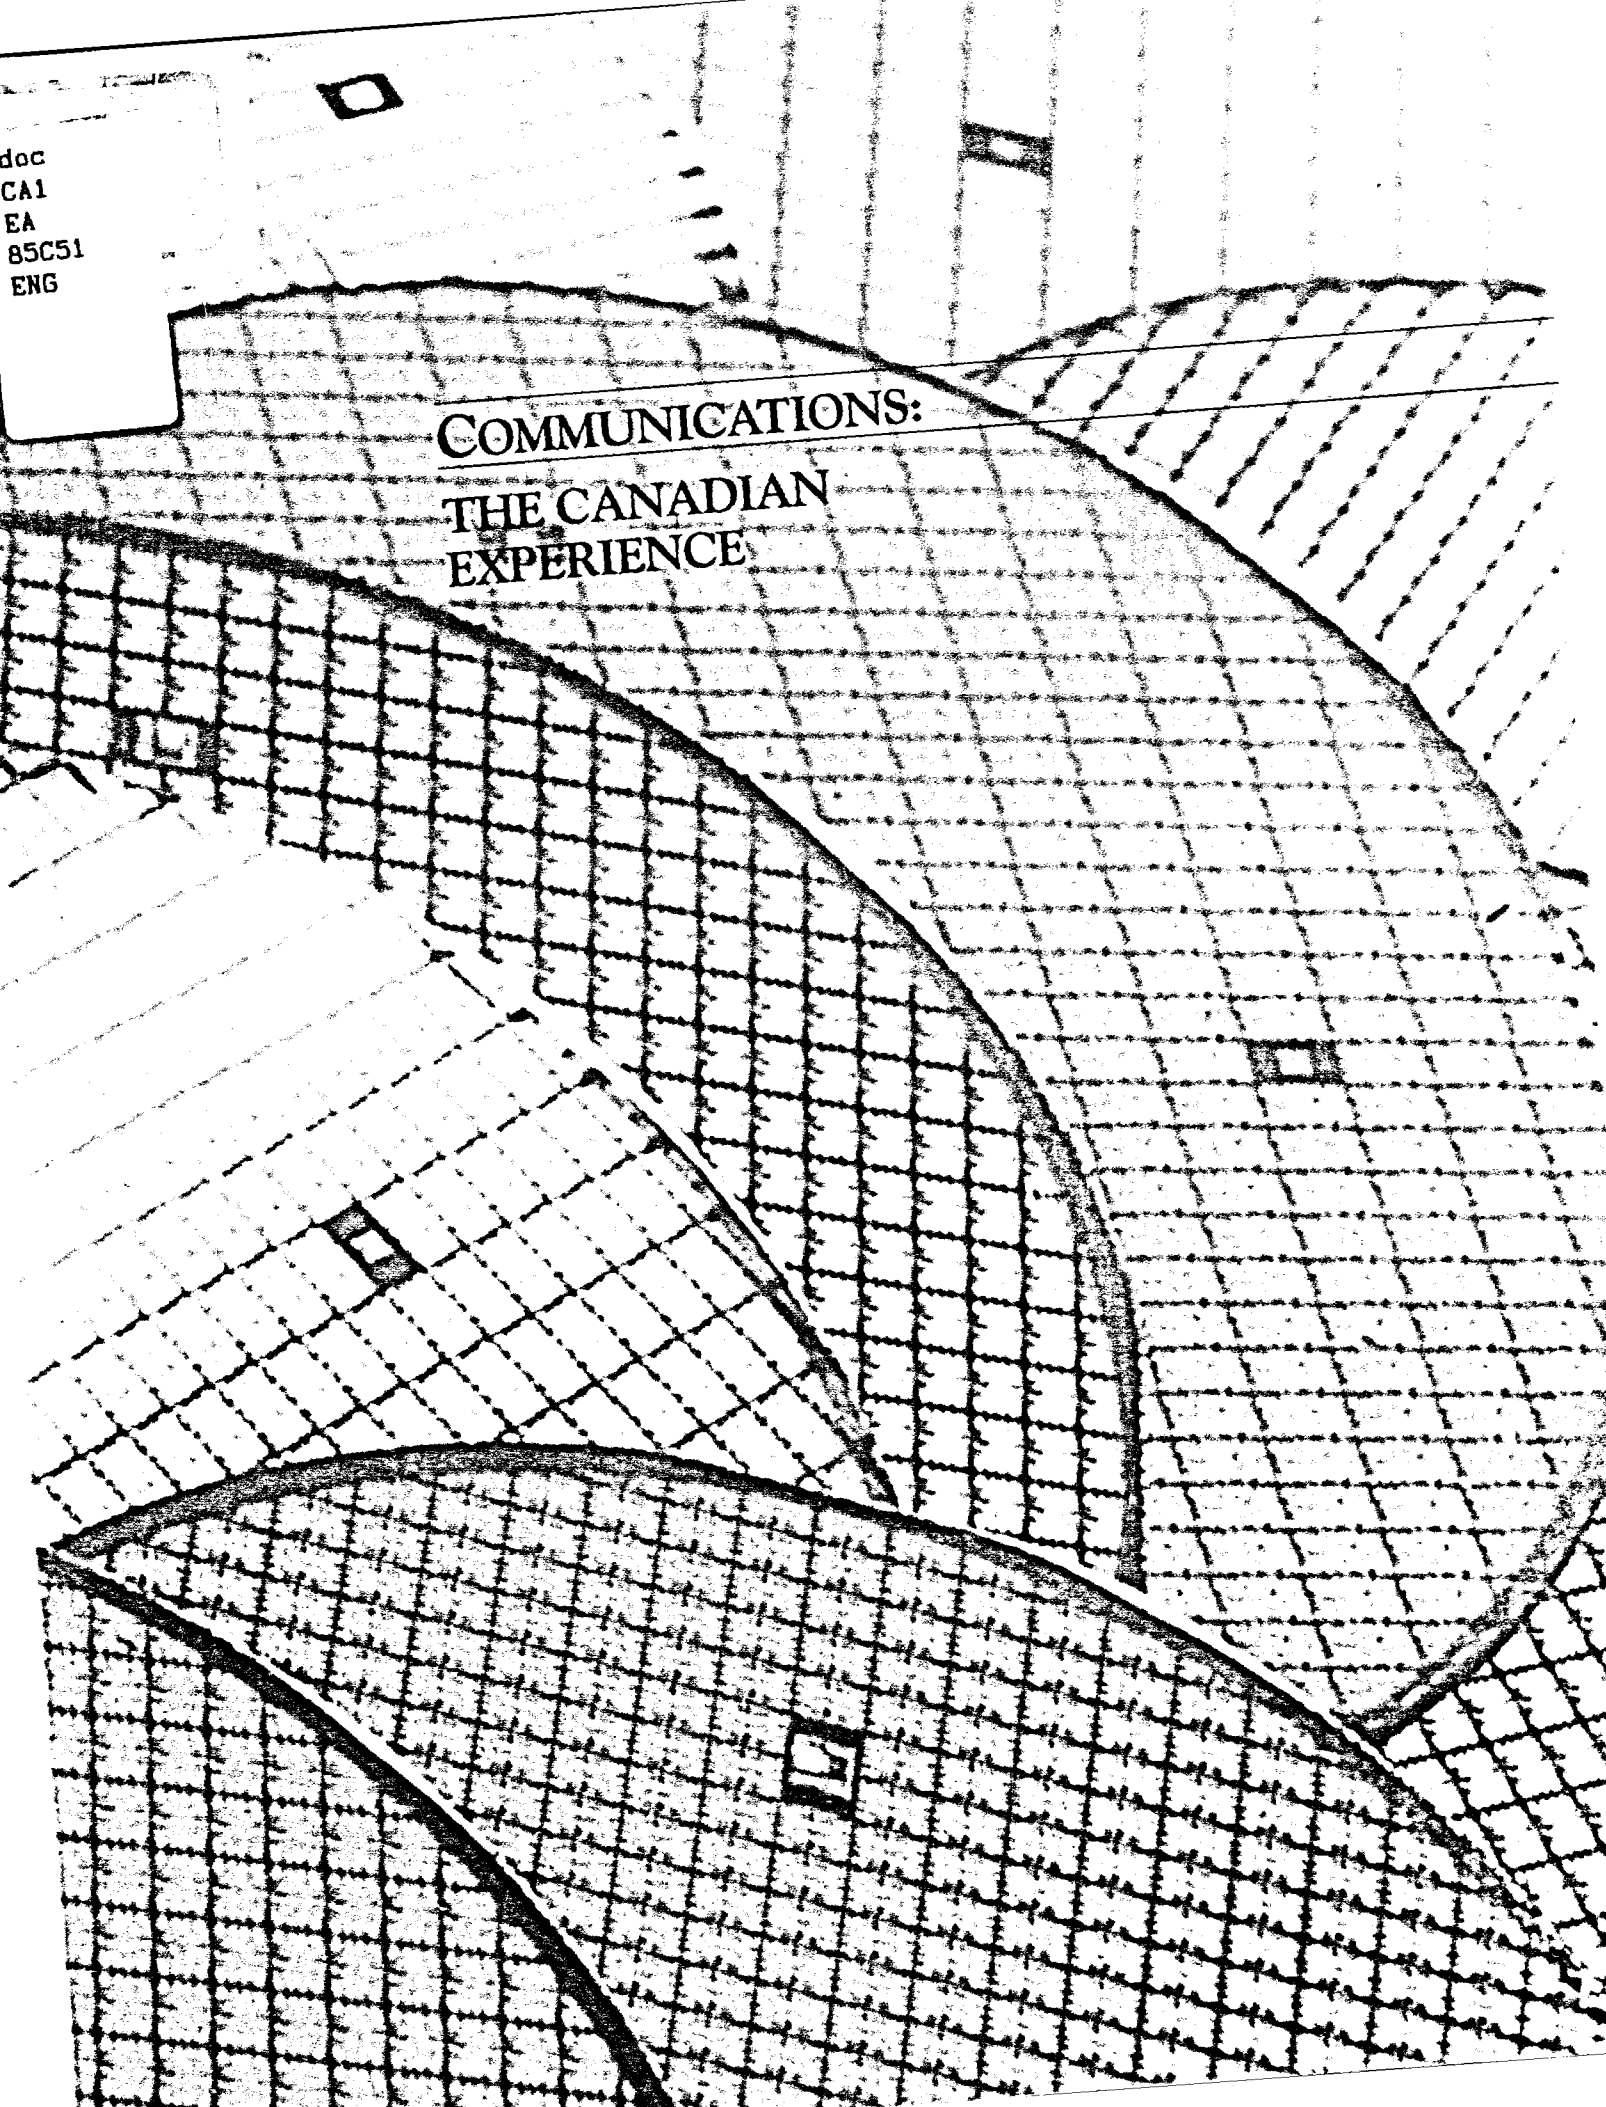 doc
CA1
EA
85C51
ENG
COMMUNICATIONS:
THE CANADIAN
EXPERIENCE